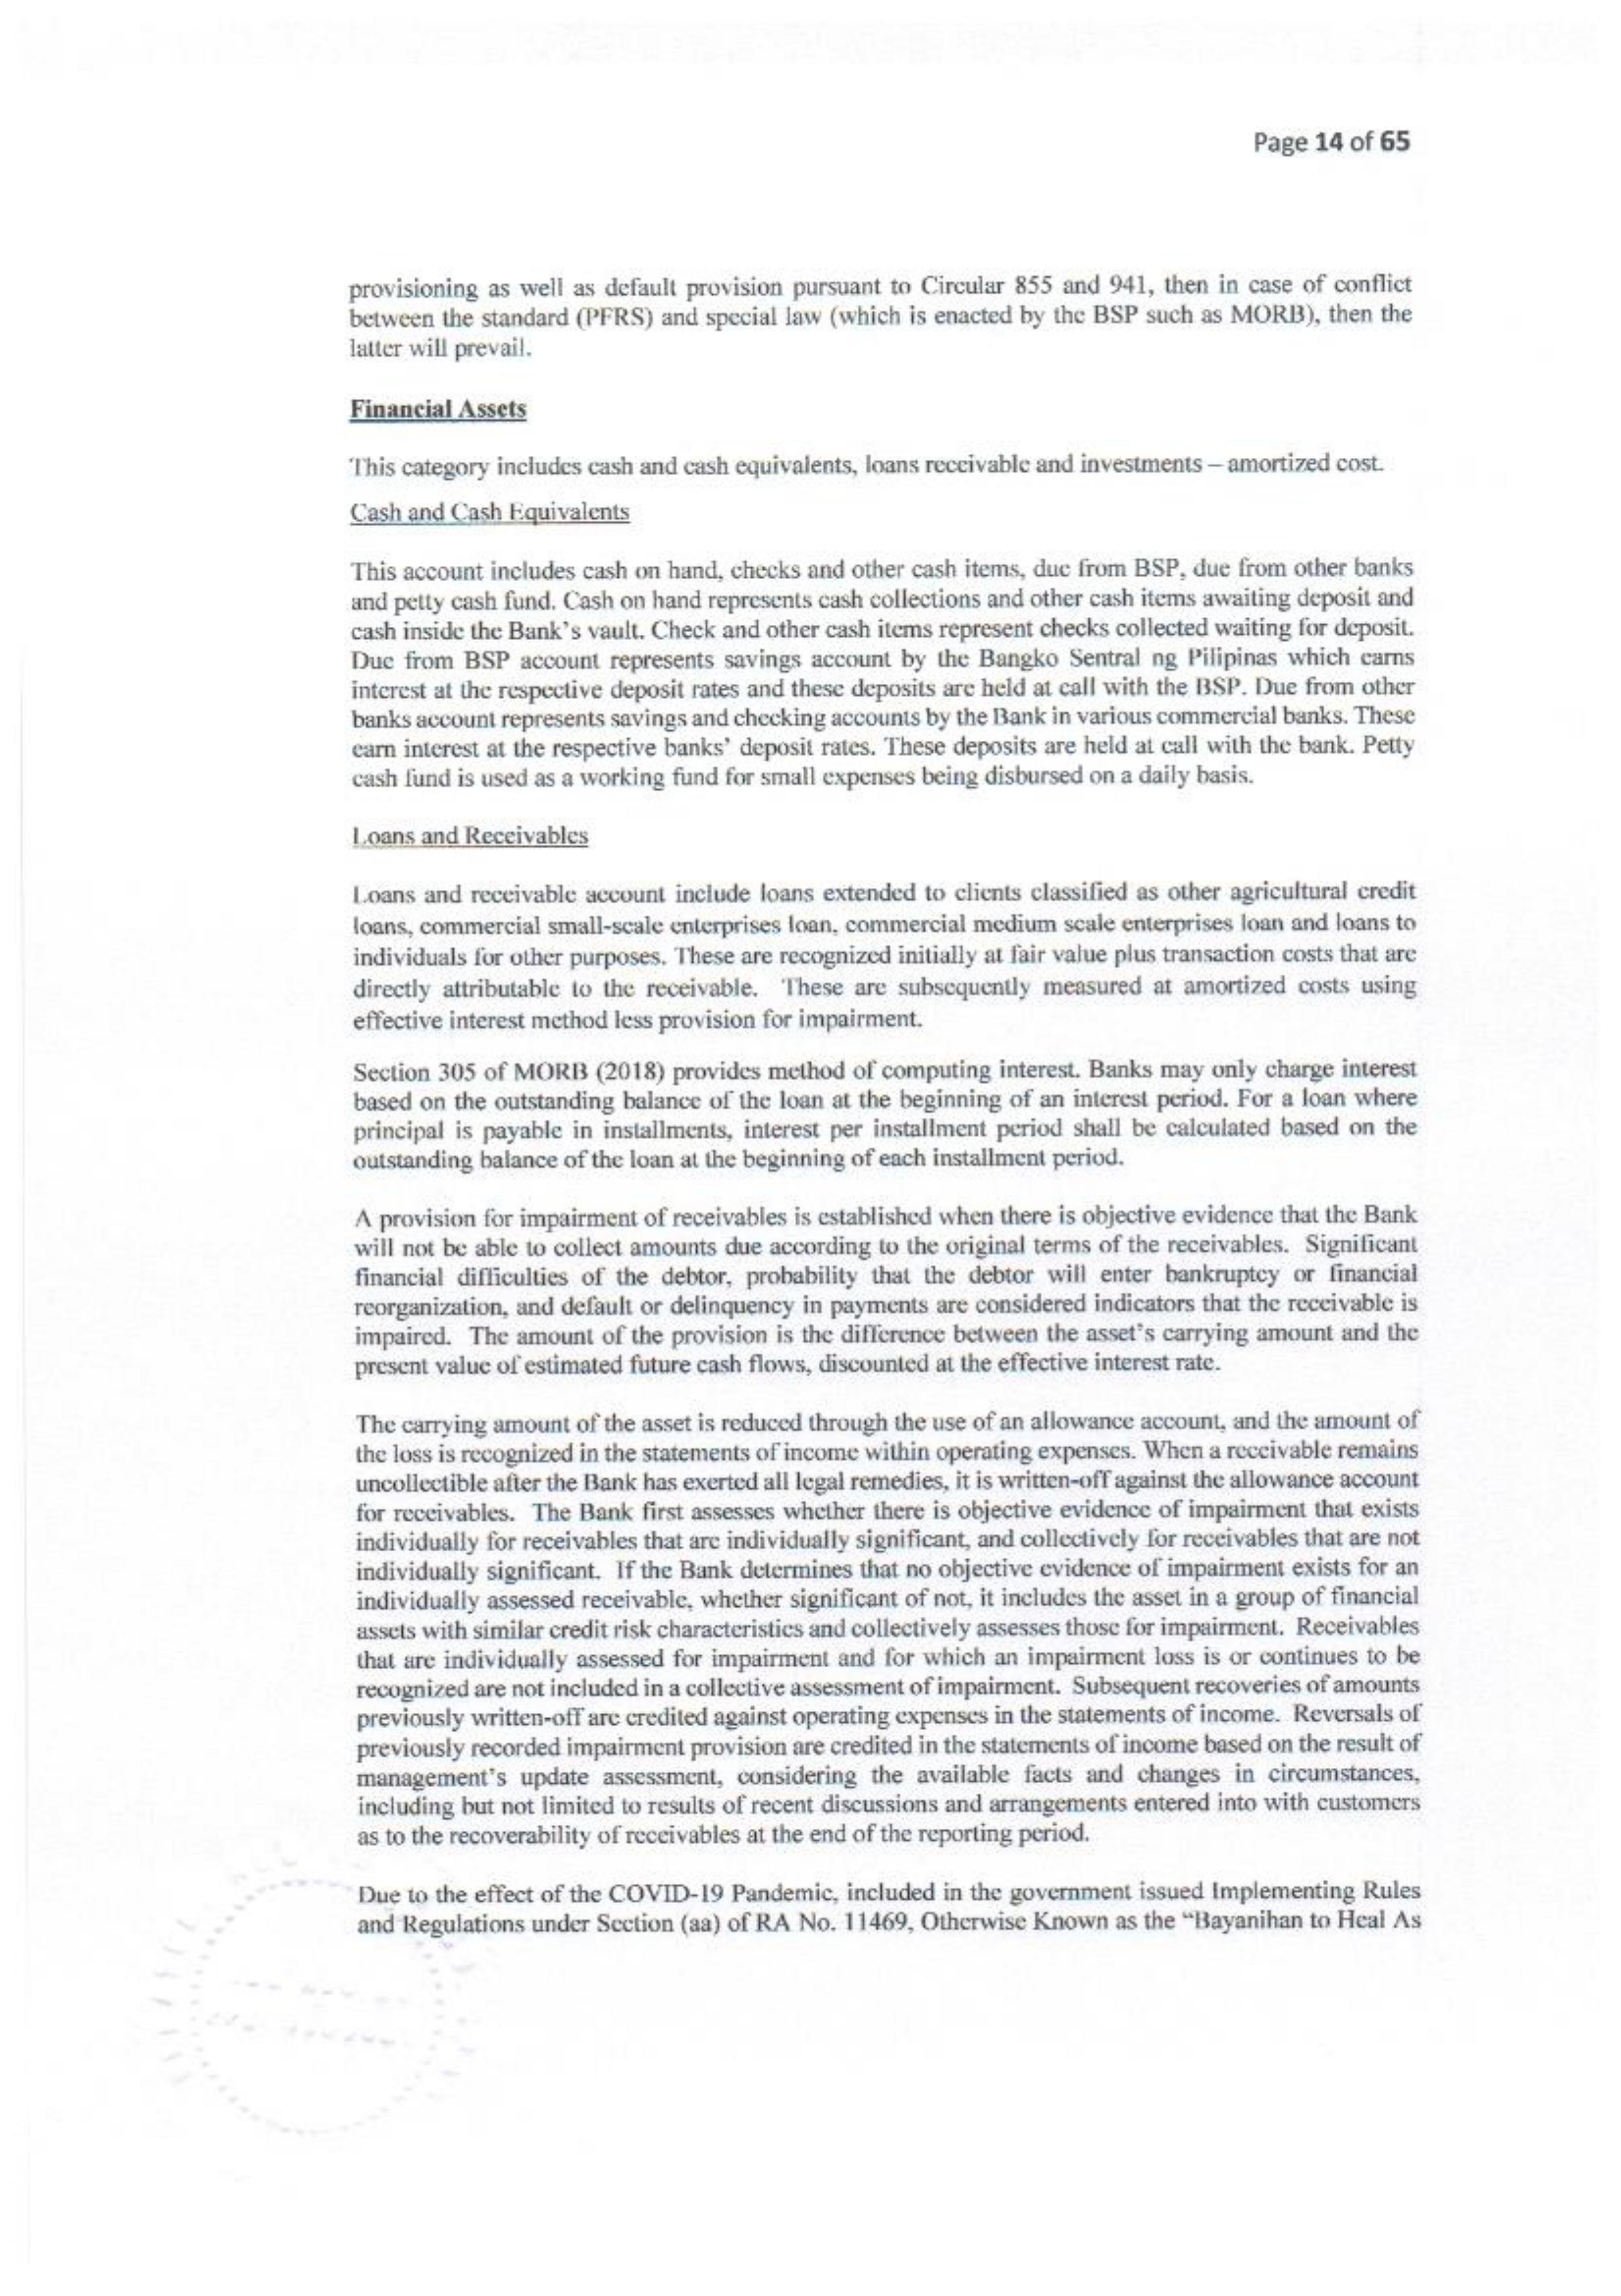 Page 14 of 65
provisioning as well as default provision pursuant to Circular 855 and 941, then in case of conflict
between the standard (PFRS) and special law (which is enacted by the BSP such as MORB), then the
latter will prevail.
Financial Assets
This category includes cash and cash equivalents, loans receivable and investments – amortized cost.
Cash and Cash Equivalents
This account includes cash on hand, checks and other cash items, due from BSP, due from other banks
and petty cash fund. Cash on hand represents cash collections and other cash items awaiting deposit and
cash inside the Bank's vault. Check and other cash items represent checks collected waiting for deposit.
Due from BSP account represents savings account by the Bangko Sentral ng Pilipinas which earns
interest at the respective deposit rates and these deposits are held at call with the BSP. Due from other
banks account represents savings and checking accounts by the Bank in various commercial banks. These
earn interest at the respective banks' deposit rates. These deposits are held at call with the bank. Petty
cash fund is used as a working fund for small expenses being disbursed on a daily basis.
Loans and Receivables
Loans and receivable account include loans extended to clients classified as other agricultural credit
loans, commercial small-scale enterprises loan, commercial medium scale enterprises loan and loans to
individuals for other purposes. These are recognized initially at fair value plus transaction costs that are
directly attributable to the receivable. These are subsequently measured at amortized costs using
effective interest method less provision for impairment.
Section 305 of MORB (2018) provides method of computing interest. Banks may only charge interest
based on the outstanding balance of the loan at the beginning of an interest period. For a loan where
principal is payable in installments, interest per installment period shall be calculated based on the
outstanding balance of the loan at the beginning of each installment period.
A provision for impairment of receivables is established when there is objective evidence that the Bank
will not be able to collect amounts due according to the original terms of the receivables. Significant
financial difficulties of the debtor, probability that the debtor will enter bankruptcy or financial
reorganization, and default or delinquency in payments are considered indicators that the receivable is
impaired. The amount of the provision is the difference between the asset's carrying amount and the
present value of estimated future cash flows, discounted at the effective interest rate.
The carrying amount of the asset is reduced through the use of an allowance account, and the amount of
the loss is recognized in the statements of income within operating expenses. When a receivable remains
uncollectible after the Bank has exerted all legal remedies, it is written-off against the allowance account
for receivables. The Bank first assesses whether there is objective evidence of impairment that exists
individually for receivables that are individually significant, and collectively for receivables that are not
individually significant. If the Bank determines that no objective evidence of impairment exists for an
individually assessed receivable, whether significant of not, it includes the asset in a group of financial
assets with similar credit risk characteristics and collectively assesses those for impairment. Receivables
that are individually assessed for impairment and for which an impairment loss is or continues to be
recognized are not included in a collective assessment of impairment. Subsequent recoveries of amounts
previously written-off are credited against operating expenses in the statements of income. Reversals of
previously recorded impairment provision are credited in the statements of income based on the result of
management's update assessment, considering the available facts and changes in circumstances,
including but not limited to results of recent discussions and arrangements entered into with customers
as to the recoverability of receivables at the end of the reporting period.
Due to the effect of the COVID-19 Pandemic, included in the government issued Implementing Rules
and Regulations under Section (aa) of RA No. 11469, Otherwise Known as the “Bayanihan to Heal As